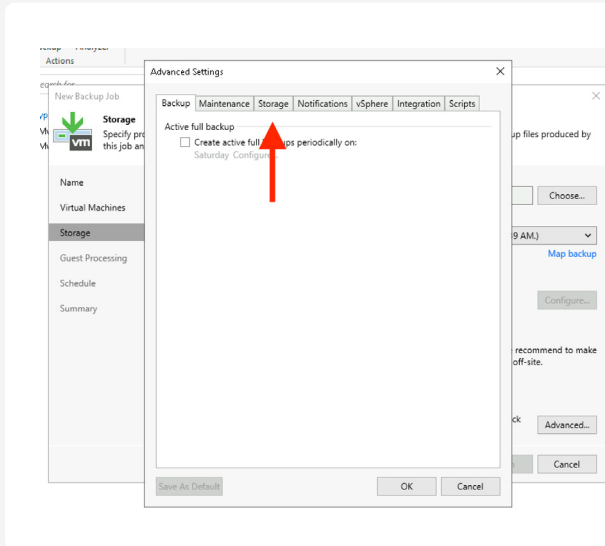 Analyzer
Actions
Advanced Settings
New Backup Job
Storage
Specify
this job an
up files produced by
Backup Maintenance Storage Notifications vSphere Integration Scripts
Active full backup
Create active full periodically on:
Saturday
Name
Virtual Machines
Storage
Guest Processing
Schedule
Summary
Choose...
9 AM.)
Map backup
Configure...
recommend to make
off-site.
Advanced...
Cancel
Save As Default
OK
Cancel
vm